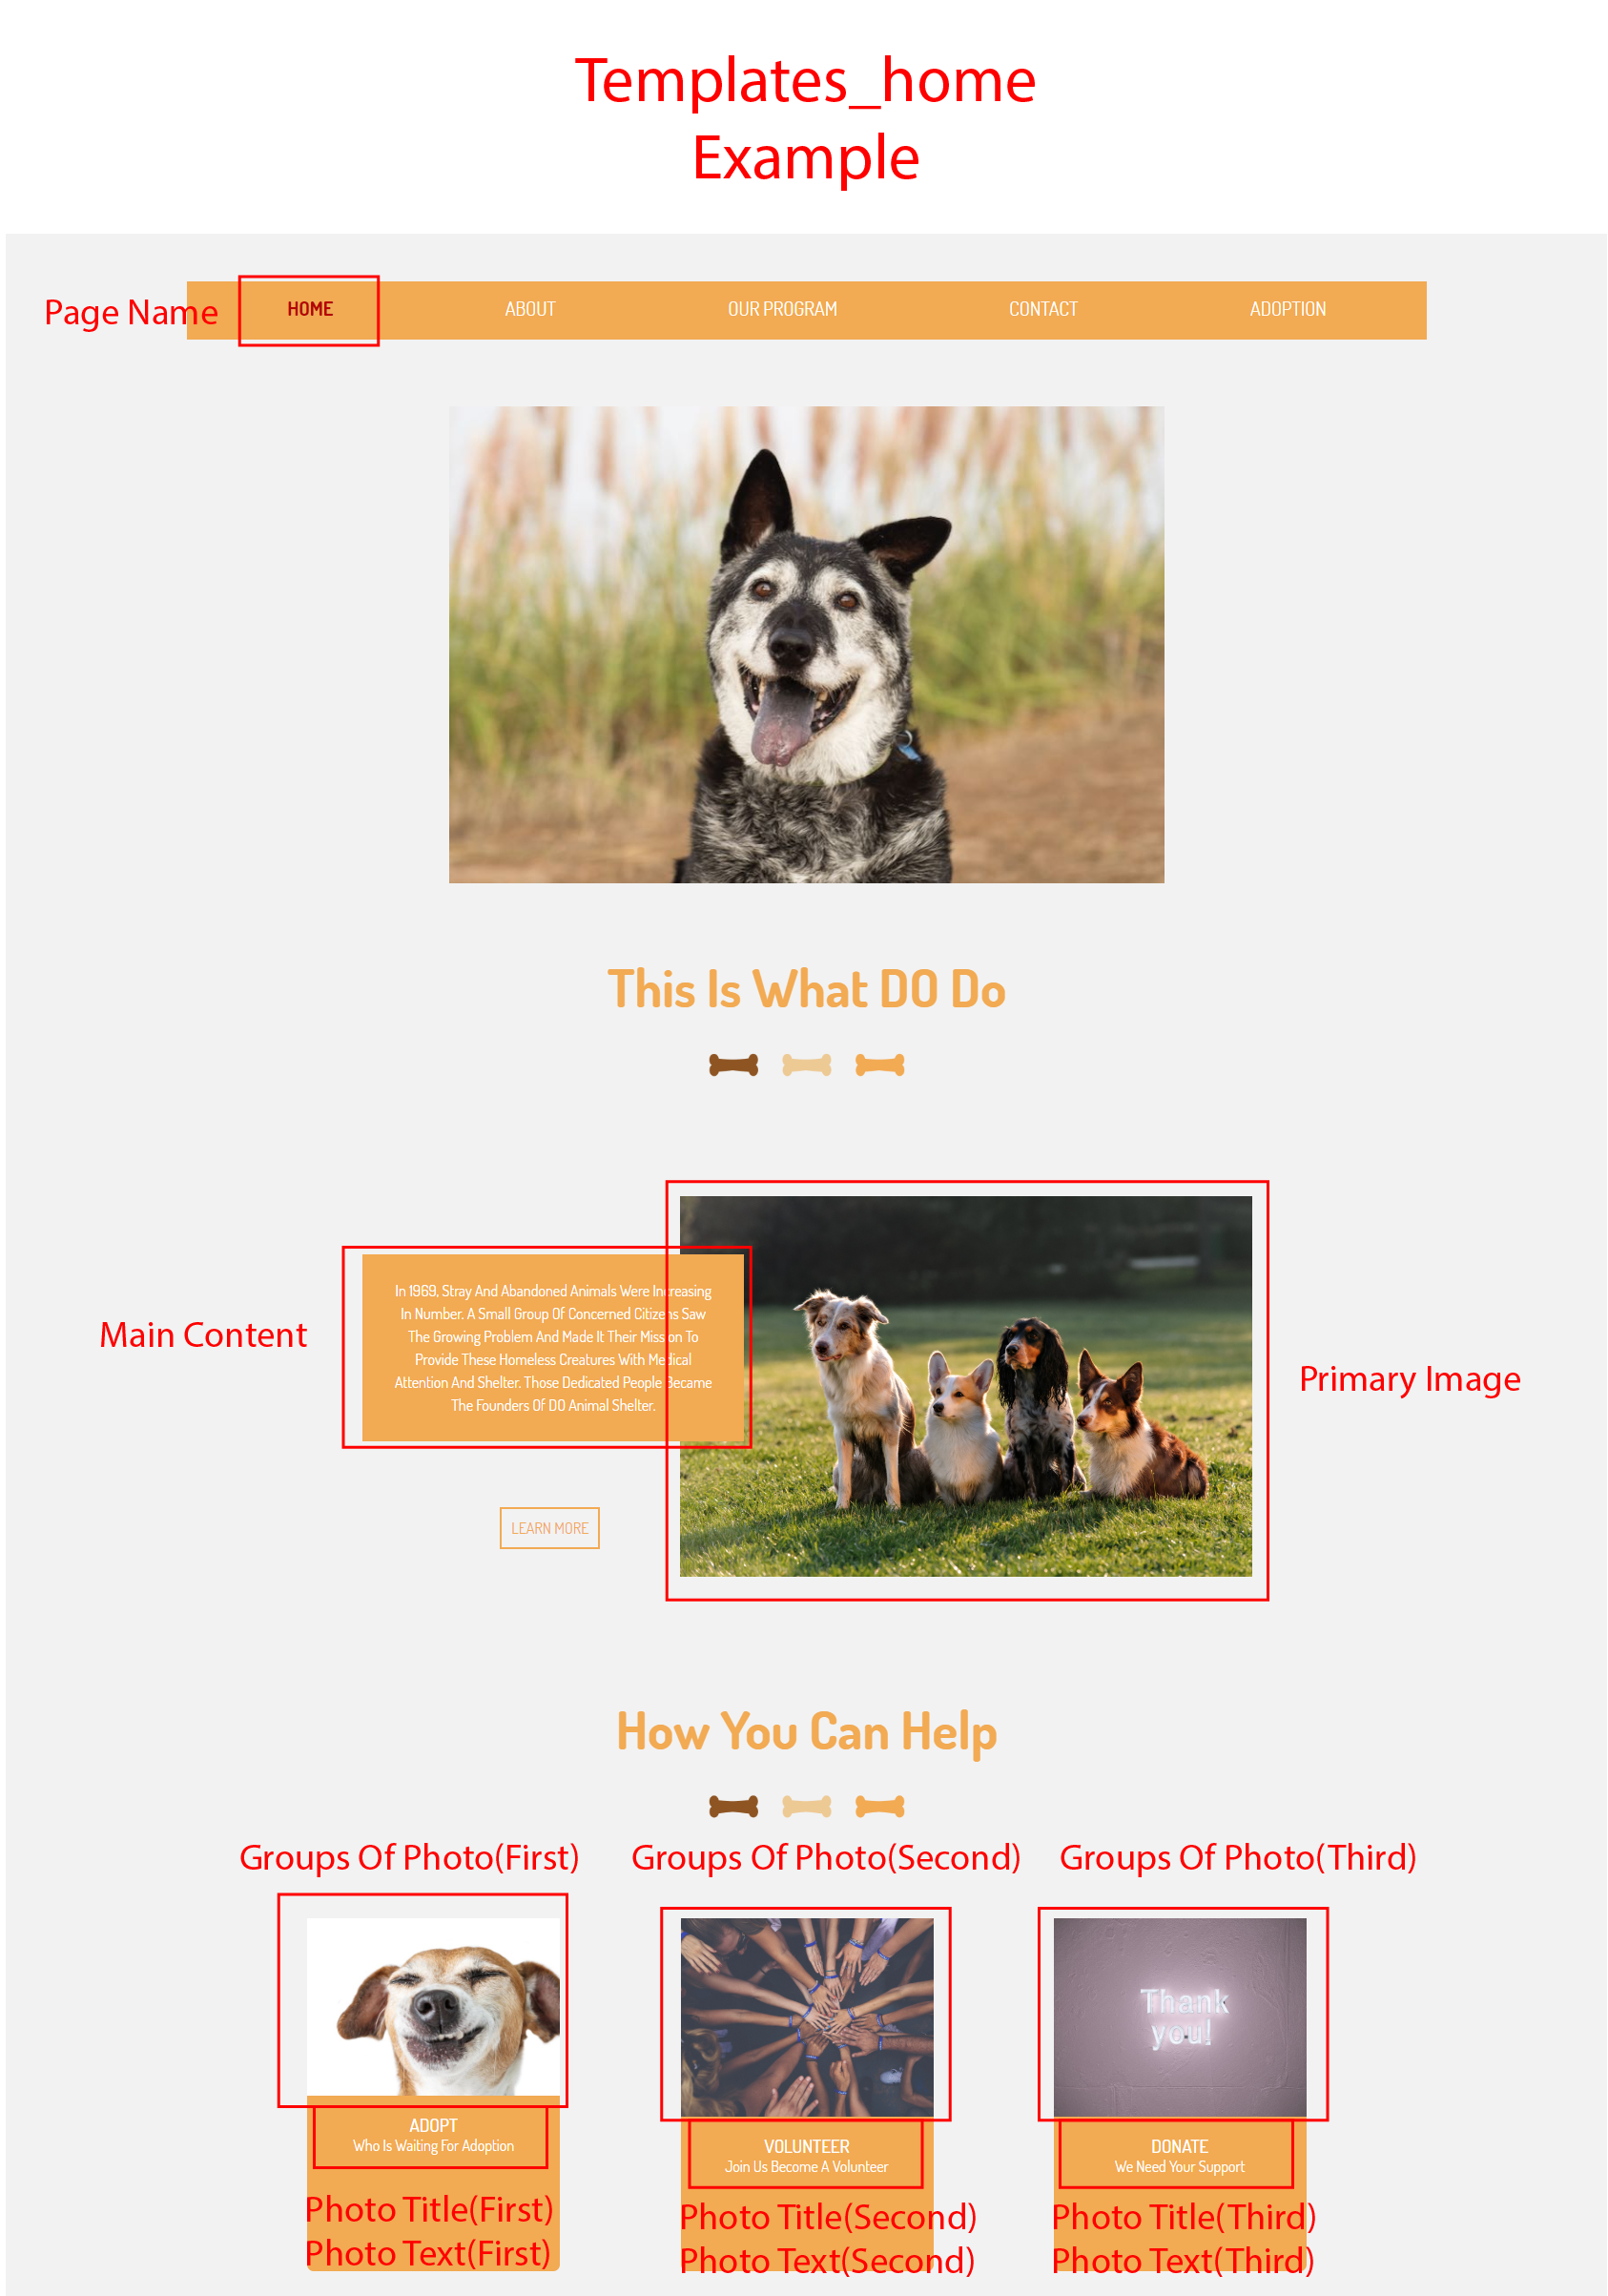 Templates_home
Example
Page Name
HOME ABOUT OUR PROGRAM CONTACT ADOPTION
This Is What DO Do
In 1969, Stray And Abandoned Animals Were Increasing
In Number. A Small Group Of Concerned Citizens Saw
The Growing Problem And Made It Their Mission To
Provide These Homeless Creatures With Medical
Attention And Shelter. Those Dedicated People Became
The Founders Of DO Animal Shelter.
Main Content
Primary Image
LEARN MORE
How You Can Help
Groups Of Photo(First) Groups Of Photo(Second) Groups Of Photo(Third)
Thank
you!
ADOPT
Who Is Waiting For Adoption
Photo Title(First)
Photo Text(First)
VOLUNTEER
Join Us Become A Volunteer
Photo Title(Second)
Photo Text(Second)
DONATE
We Need Your Support
Photo Title(Third)
Photo Text(Third)